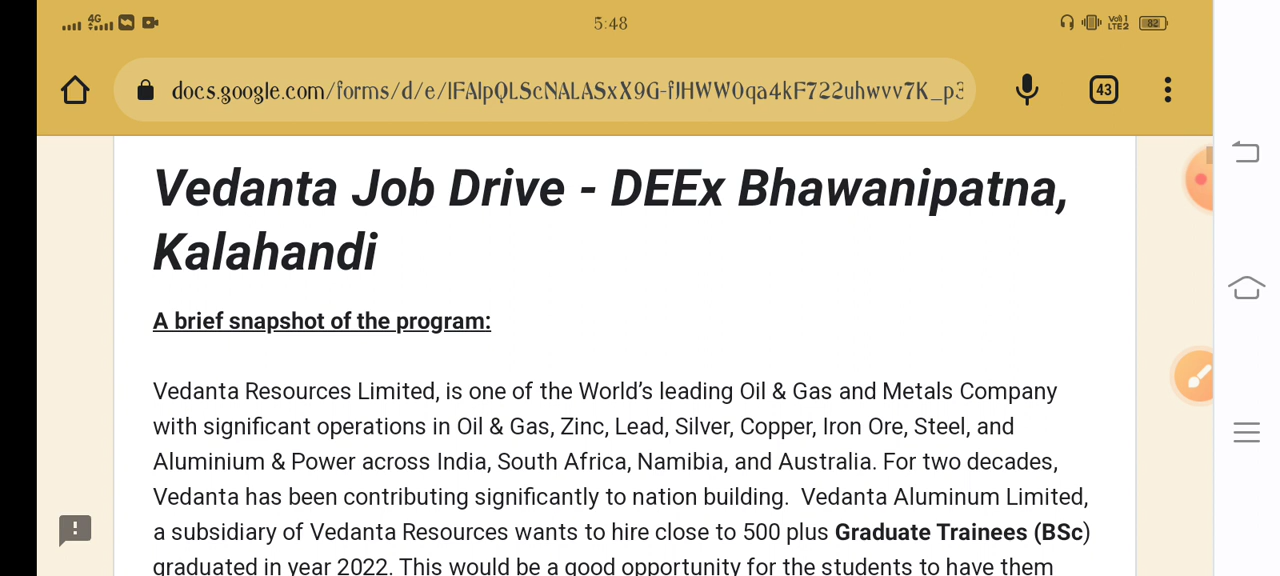 4G
5:48
Vo)) 1
LTE2
82
docs.google.com/forms/d/e/1FAIpQLScNALASxX9G-fJHWW0qa4kF722uhwvv7K_p3
43
Vedanta Job Drive - DEEx Bhawanipatna,
Kalahandi
A brief snapshot of the program:
Vedanta Resources Limited, is one of the World’s leading Oil & Gas and Metals Company
with significant operations in Oil & Gas, Zinc, Lead, Silver, Copper, Iron Ore, Steel, and
Aluminium & Power across India, South Africa, Namibia, and Australia. For two decades,
Vedanta has been contributing significantly to nation building.  Vedanta Aluminum Limited,
a subsidiary of Vedanta Resources wants to hire close to 500 plus Graduate Trainees (BSc)
graduated in year 2022. This would be a good opportunity for the students to have them